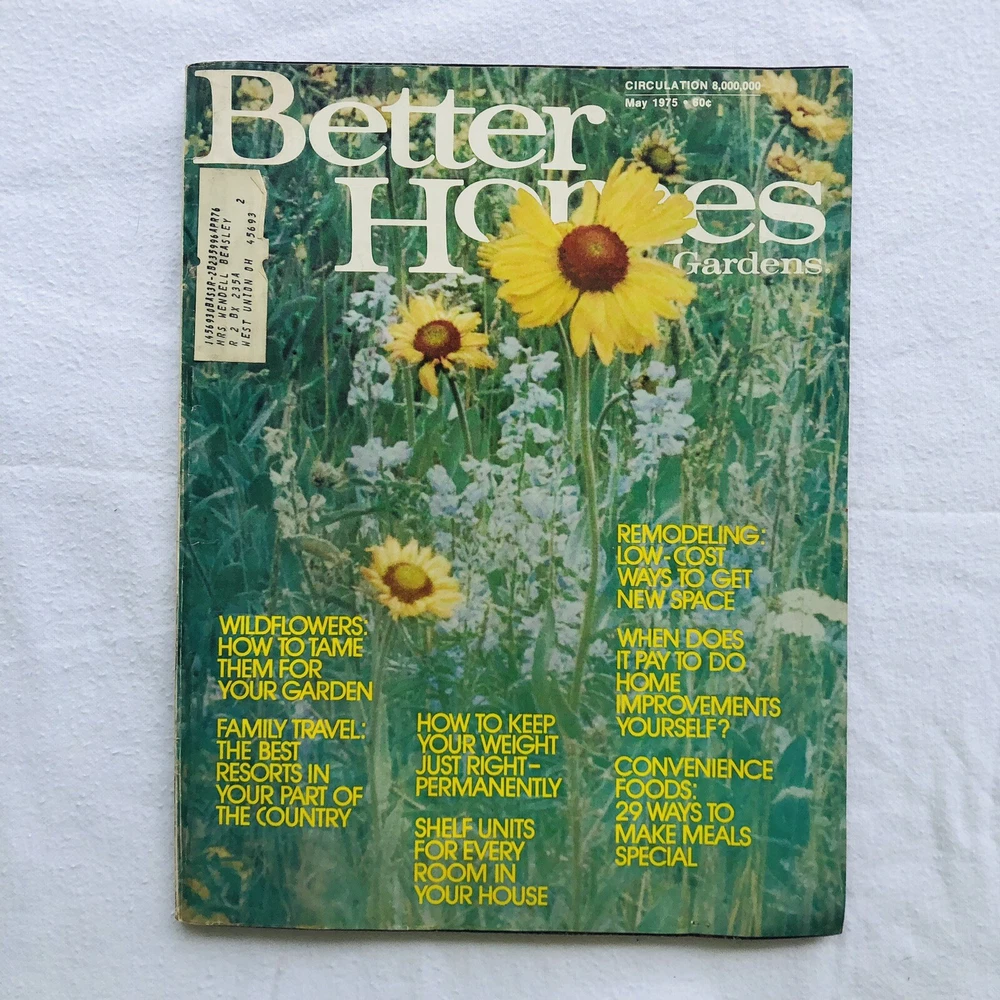 Better
Homes
Gardens
CIRCULATION 8,000,000
May 1975 • 60¢
MRS WENDELL BEASLEY
R 2 BX 235A
WEST UNION OH 45693 2
WILDFLOWERS:
HOW TO TAME
THEM FOR
YOUR GARDEN
FAMILY TRAVEL:
THE BEST
RESORTS IN
YOUR PART OF
THE COUNTRY
HOW TO KEEP
YOUR WEIGHT
JUST RIGHT–
PERMANENTLY
SHELF UNITS
FOR EVERY
ROOM IN
YOUR HOUSE
REMODELING:
LOW-COST
WAYS TO GET
NEW SPACE
WHEN DOES
IT PAY TO DO
HOME
IMPROVEMENTS
YOURSELF?
CONVENIENCE
FOODS:
29 WAYS TO
MAKE MEALS
SPECIAL